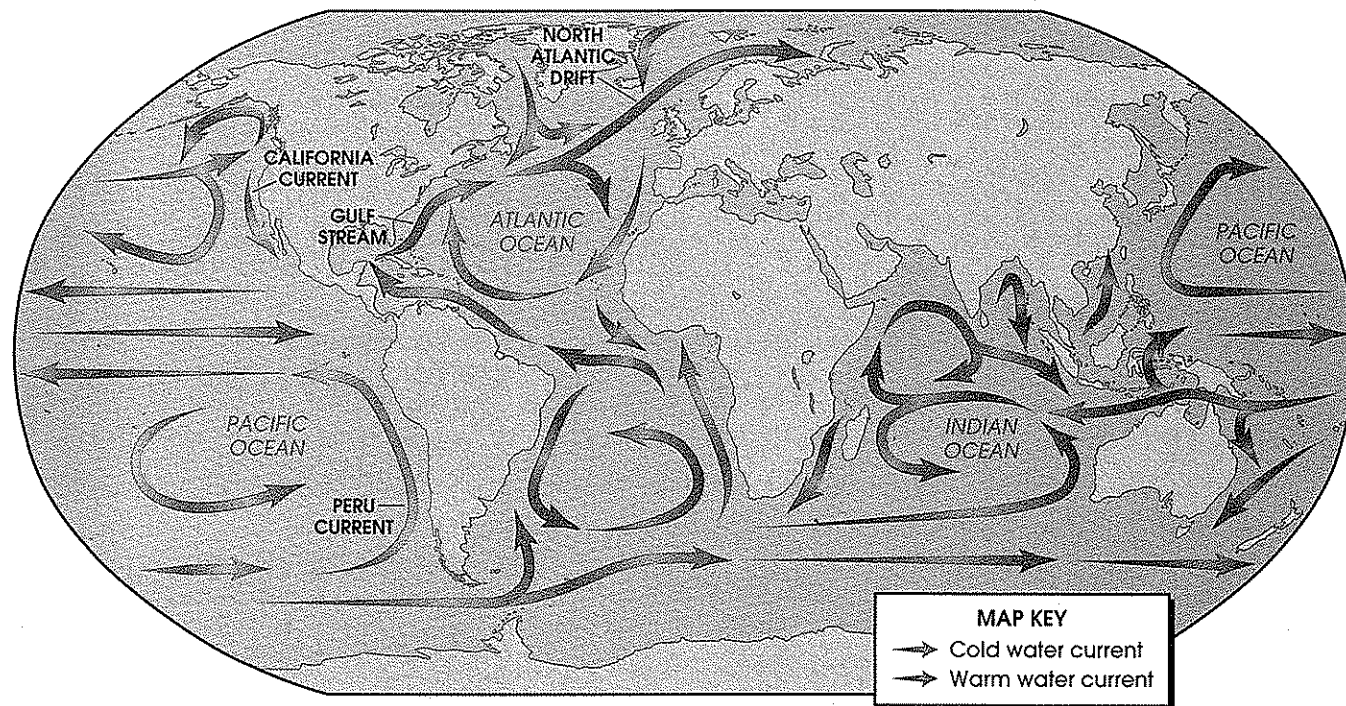 NORTH
ATLANTIC
DRIFT
CALIFORNIA
CURRENT
GULF
STREAM
ATLANTIC
OCEAN
PACIFIC
OCEAN
PACIFIC
OCEAN
INDIAN
OCEAN
PERU
CURRENT
MAP KEY
Cold water current
Warm water current